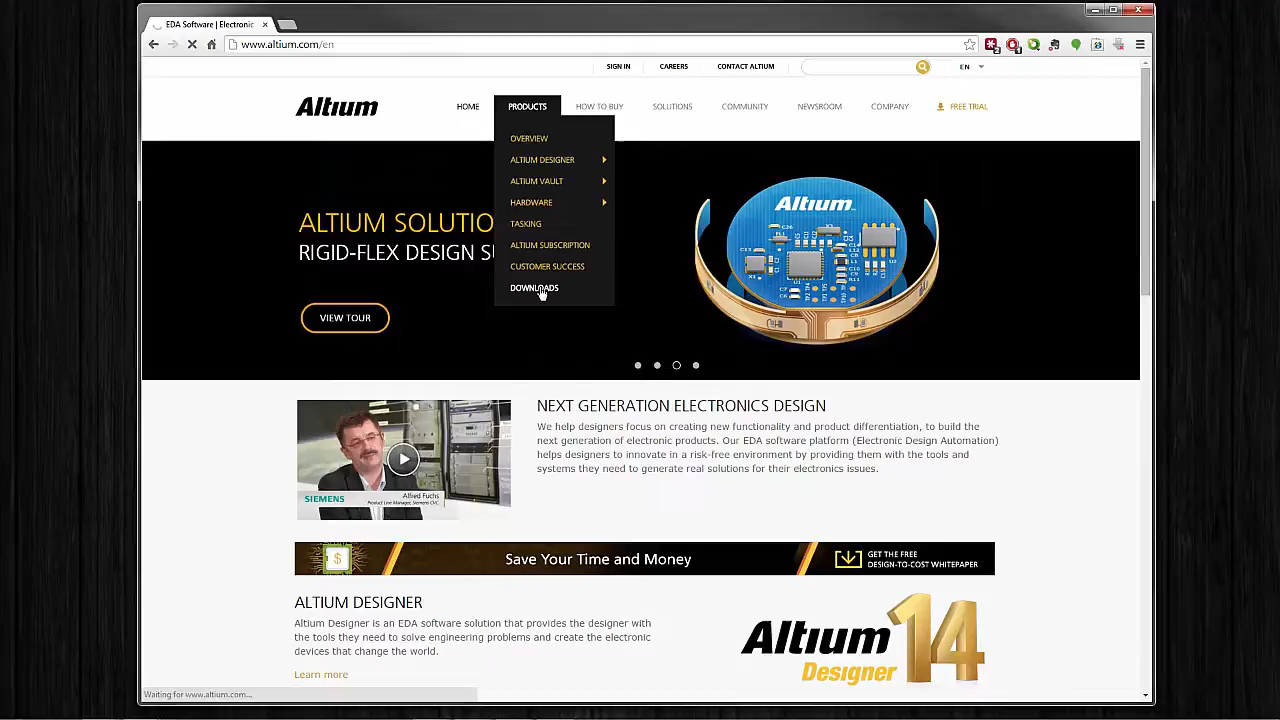 EDA Software | Electronic
www.altium.com/en
SIGN IN
CAREERS
CONTACT ALTIUM
EN
Altium
HOME
PRODUCTS
HOW TO BUY
SOLUTIONS
COMMUNITY
NEWSROOM
COMPANY
FREE TRIAL
OVERVIEW
ALTIUM DESIGNER
ALTIUM VAULT
HARDWARE
TASKING
ALTIUM SUBSCRIPTION
CUSTOMER SUCCESS
DOWNLOADS
ALTIUM SOLUTIO
RIGID-FLEX DESIGN SU
VIEW TOUR
Altium
SIEMENS
Alfred Fuchs
Product Line Manager, Siemens CVC
NEXT GENERATION ELECTRONICS DESIGN
We help designers focus on creating new functionality and product differentiation, to build the
next generation of electronic products. Our EDA software platform (Electronic Design Automation)
helps designers to innovate in a risk-free environment by providing them with the tools and
systems they need to generate real solutions for their electronics issues.
$
Save Your Time and Money
GET THE FREE
DESIGN-TO-COST WHITEPAPER
ALTIUM DESIGNER
Altium Designer is an EDA software solution that provides the designer with
the tools they need to solve engineering problems and create the electronic
devices that change the world.
Learn more
Altium 14
Designer
Waiting for www.altium.com...